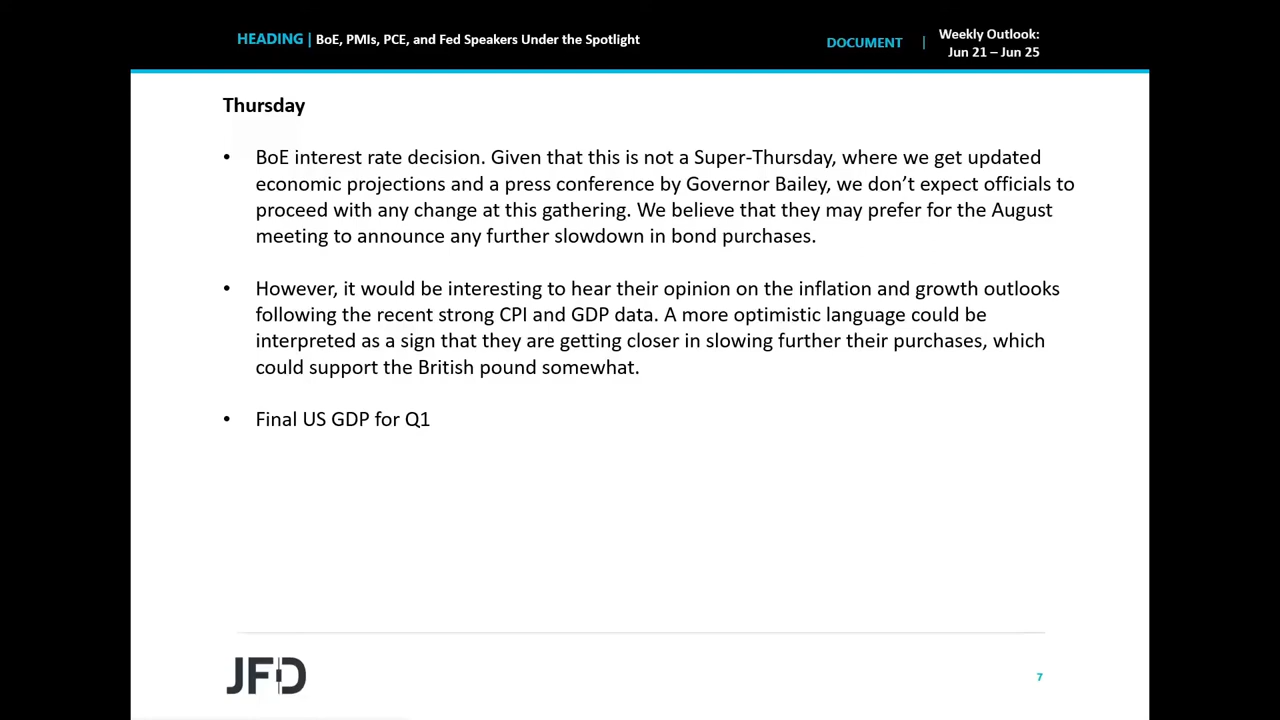 HEADING | BoE, PMIs, PCE, and Fed Speakers Under the Spotlight
DOCUMENT | Weekly Outlook:
Jun 21 – Jun 25
Thursday
• BoE interest rate decision. Given that this is not a Super-Thursday, where we get updated
economic projections and a press conference by Governor Bailey, we don’t expect officials to
proceed with any change at this gathering. We believe that they may prefer for the August
meeting to announce any further slowdown in bond purchases.
• However, it would be interesting to hear their opinion on the inflation and growth outlooks
following the recent strong CPI and GDP data. A more optimistic language could be
interpreted as a sign that they are getting closer in slowing further their purchases, which
could support the British pound somewhat.
• Final US GDP for Q1
JFD
7